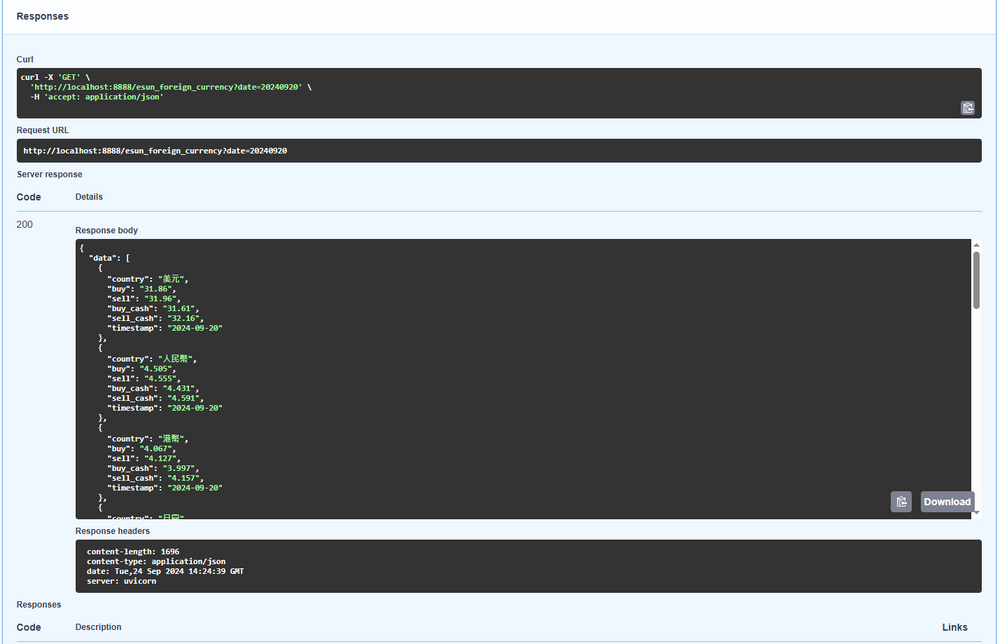 Responses
Curl
curl -X 'GET' \
'http://localhost:8888/esun_foreign_currency?date=20240920' \
-H 'accept: application/json'
Request URL
http://localhost:8888/esun_foreign_currency?date=20240920
Server response
Code Details
200
Response body
{
"data": [
{
"country": "美元",
"buy": "31.86",
"sell": "31.96",
"buy_cash": "31.61",
"sell_cash": "32.16",
"timestamp": "2024-09-20"
},
{
"country": "人民幣",
"buy": "4.505",
"sell": "4.555",
"buy_cash": "4.431",
"sell_cash": "4.591",
"timestamp": "2024-09-20"
},
{
"country": "港幣",
"buy": "4.067",
"sell": "4.127",
"buy_cash": "3.997",
"sell_cash": "4.157",
"timestamp": "2024-09-20"
},
{
"country":
Download
Response headers
content-length: 1696
content-type: application/json
date: Tue,24 Sep 2024 14:24:39 GMT
server: uvicorn
Responses
Code Description Links